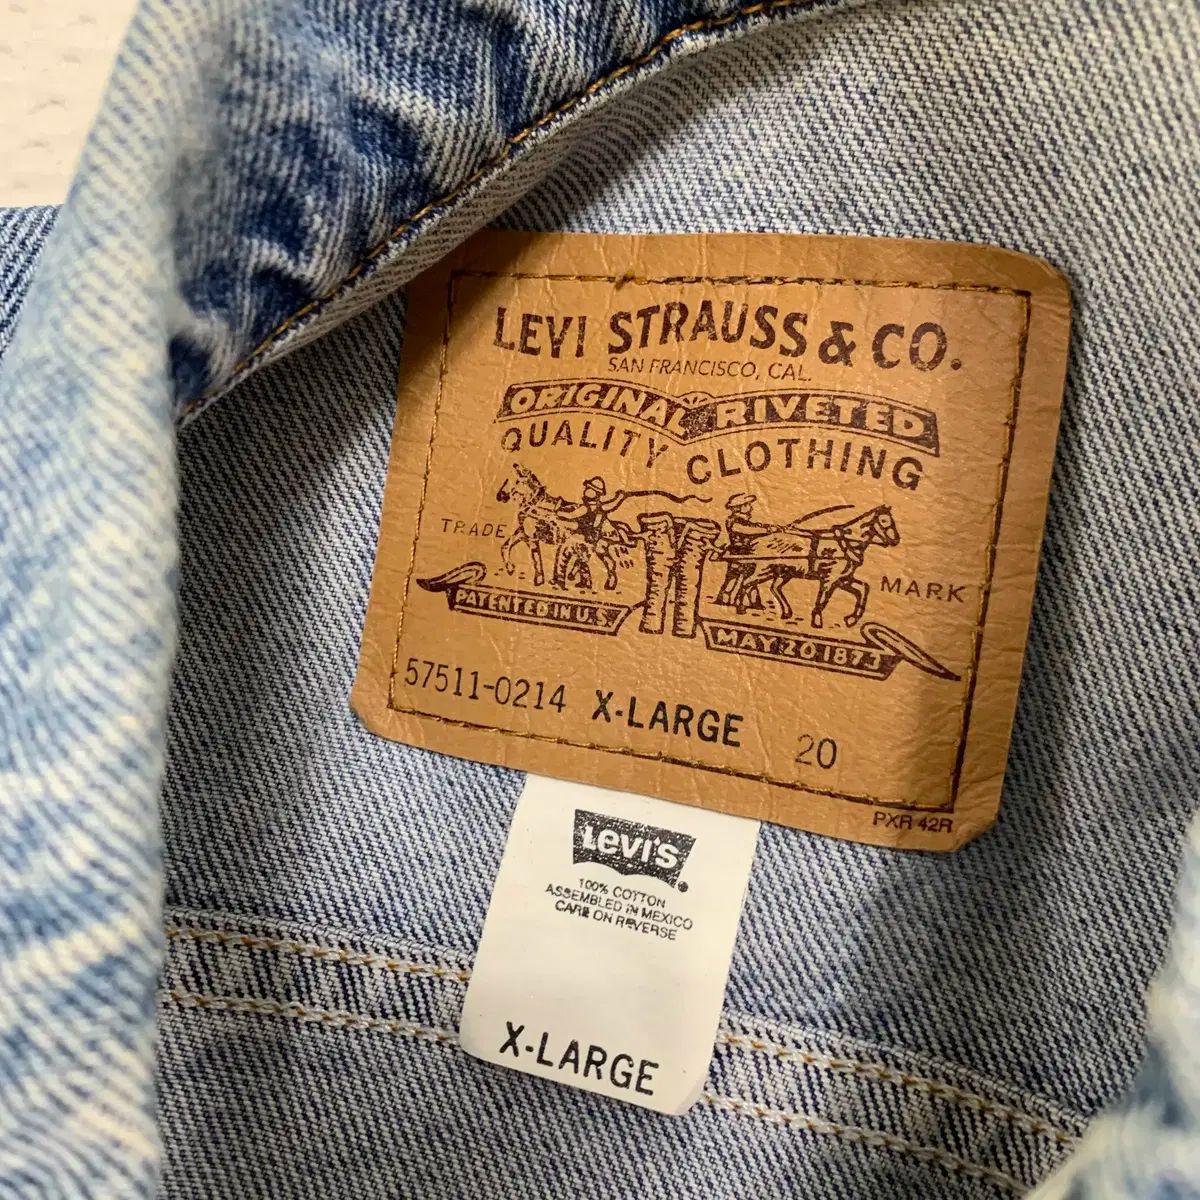 LEVI STRAUSS & CO.
SAN FRANCISCO, CAL.
ORIGINAL RIVETED
QUALITY CLOTHING
TRADE MARK
PATENTED IN U.S.
MAY 20 1873
57511-0214 X-LARGE 20
PXR 42R
Levi's
100% COTTON
ASSEMBLED IN MEXICO
CARE ON REVERSE
X-LARGE